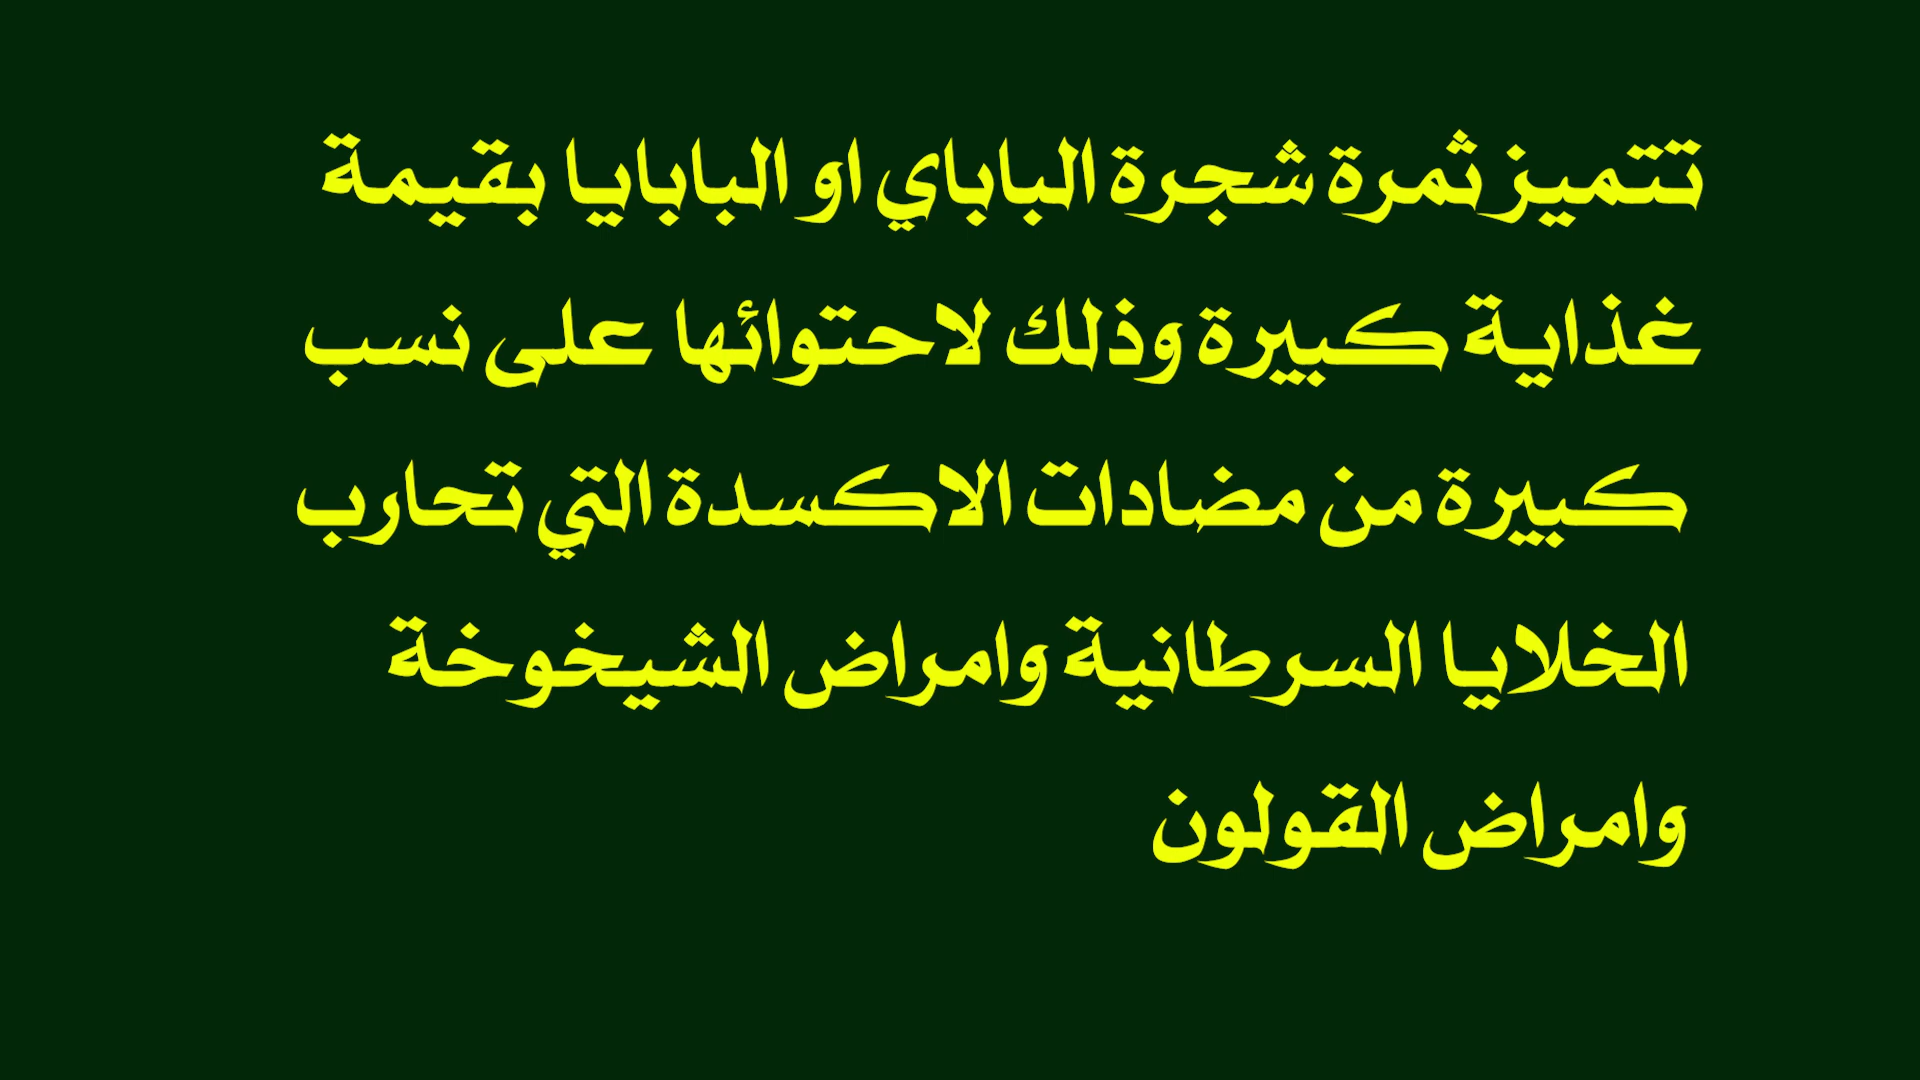 تتميز ثمرة شجرة الباباي او البابايا بقيمة
غذاية كبيرة وذلك لاحتوائها على نسب
كبيرة من مضادات الاكسدة التي تحارب
الخلايا السرطانية وامراض الشيخوخة
وامراض القولون